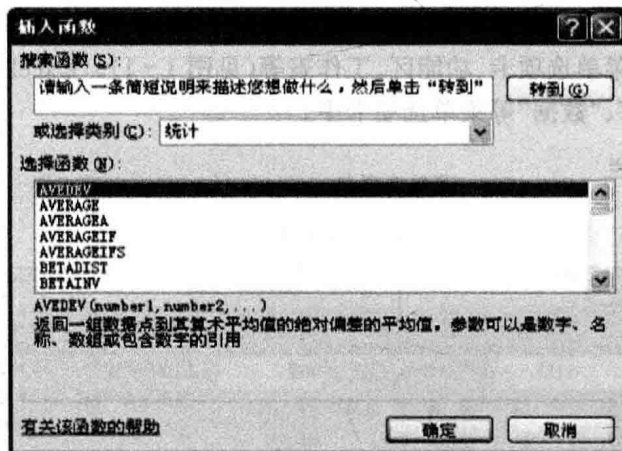 插入函数
搜索函数(S):
请输入一条简短说明来描述您想做什么，然后单击“转到”
转到(G)
或选择类别(C): 统计
选择函数(N):
AVEDEV
AVERAGE
AVERAGEA
AVERAGEIF
AVERAGEIFS
BETADIST
BETAINV
AVEDEV(number1,number2,...)
返回一组数据点到其算术平均值的绝对偏差的平均值。参数可以是数字、名
称、数组或包含数字的引用
有关该函数的帮助
确定
取消